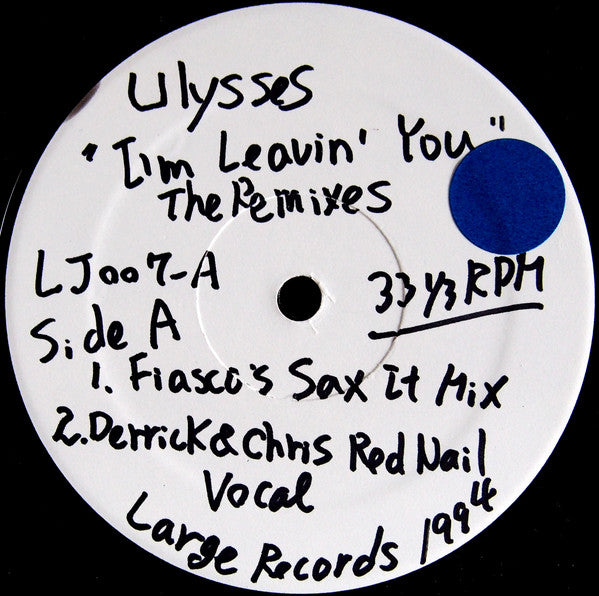 Ulysses
"I'm Leavin' You"
The Remixes
LJ007-A
33 1/3 RPM
Side A
1. Fiasco's Sax It Mix
2. Derrick & Chris Red Nail
Vocal
Large Records 1994